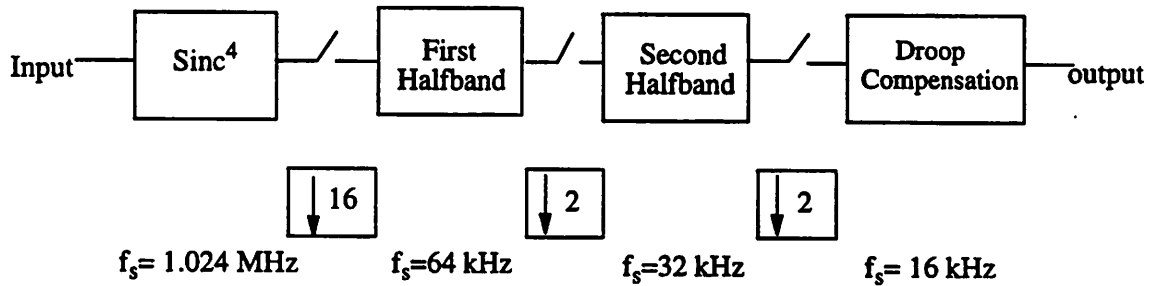 Input
Sinc⁴
First
Halfband
Second
Halfband
Droop
Compensation
output
16
2
2
fₛ= 1.024 MHz
fₛ=64 kHz
fₛ=32 kHz
fₛ= 16 kHz